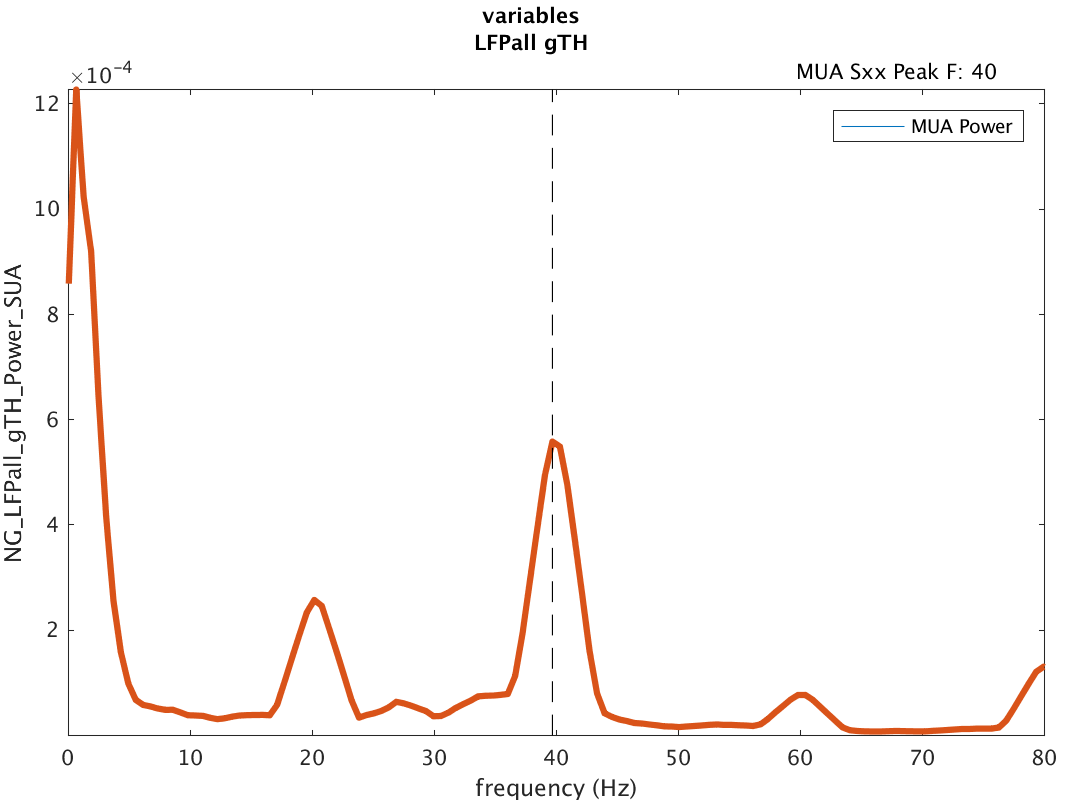 variables
LFPall gTH
×10⁻⁴
MUA Sxx Peak F: 40
MUA Power
12
10
8
6
4
2
NG_LFPall_gTH_Power_SUA
0 10 20 30 40 50 60 70 80
frequency (Hz)